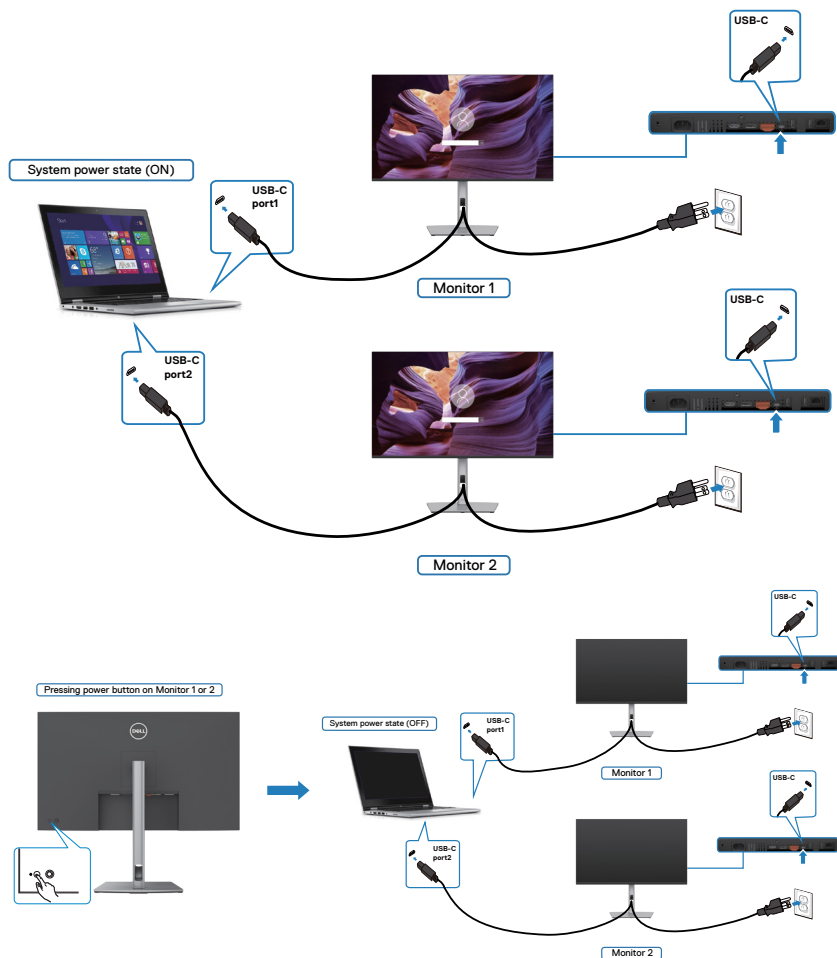 USB-C
System power state (ON)
USB-C
port1
Monitor 1
USB-C
USB-C
port2
Monitor 2
USB-C
Pressing power button on Monitor 1 or 2
DELL
System power state (OFF)
USB-C
port1
Monitor 1
USB-C
USB-C
port2
Monitor 2